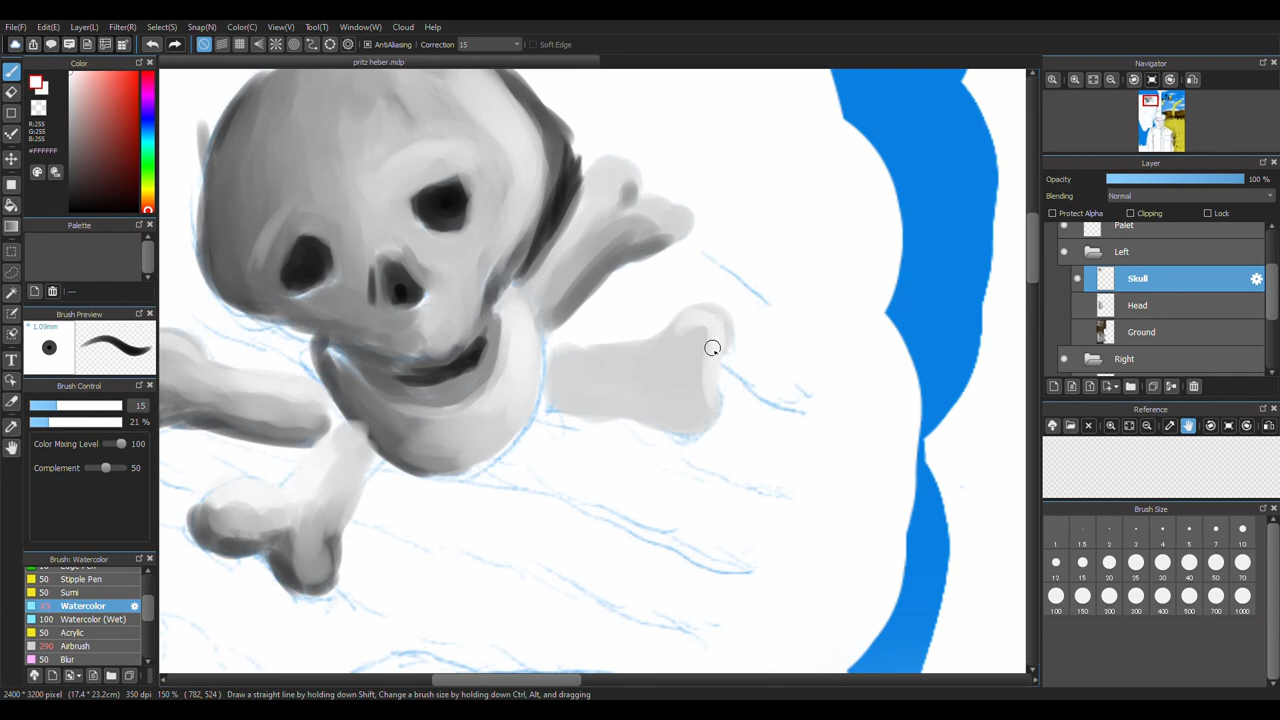 File(F) Edit(E) Layer(L) Filter(R) Select(S) Snap(N) Color(C) View(V) Tool(T) Window(W) Cloud Help
AntiAliasing Correction 15 Soft Edge
Color
pritz heber.mdp
Navigator
R:255
G:255
B:255
#FFFFFF
Layer
Opacity 100 %
Blending Normal
Protect Alpha Clipping Lock
Palette
Palet
Left
Skull
Head
Ground
Right
---
Brush Preview
* 1.09mm
Brush Control
15
21 %
Color Mixing Level 100
Complement 50
Reference
Brush Size
1 1.5 2 3 4 5 7 10
12 15 20 25 30 40 50 70
100 150 200 300 400 500 700 1000
Brush: Watercolor
50 Stipple Pen
50 Sumi
15 Watercolor
100 Watercolor (Wet)
50 Acrylic
290 Airbrush
50 Blur
2400 * 3200 pixel (17.4 * 23.2cm) 350 dpi 150 % ( 782, 524 ) Draw a straight line by holding down Shift, Change a brush size by holding down Ctrl, Alt, and dragging